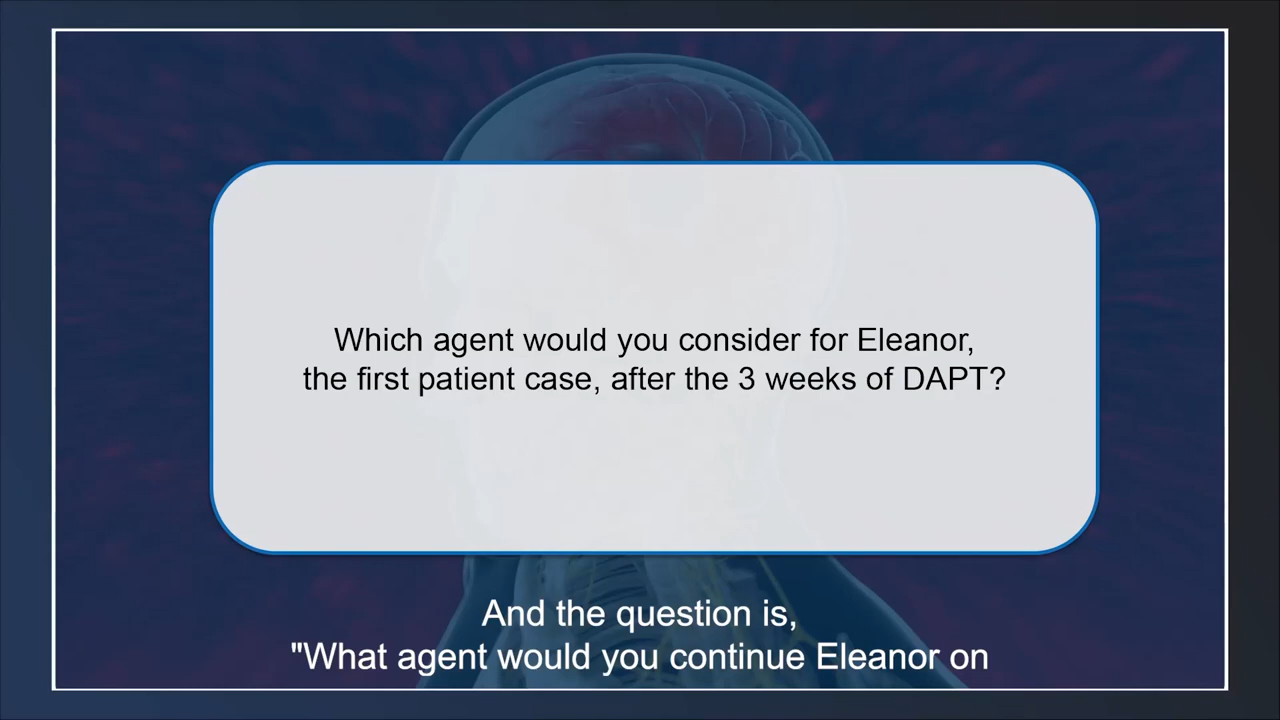 Which agent would you consider for Eleanor,
the first patient case, after the 3 weeks of DAPT?
And the question is,
"What agent would you continue Eleanor on